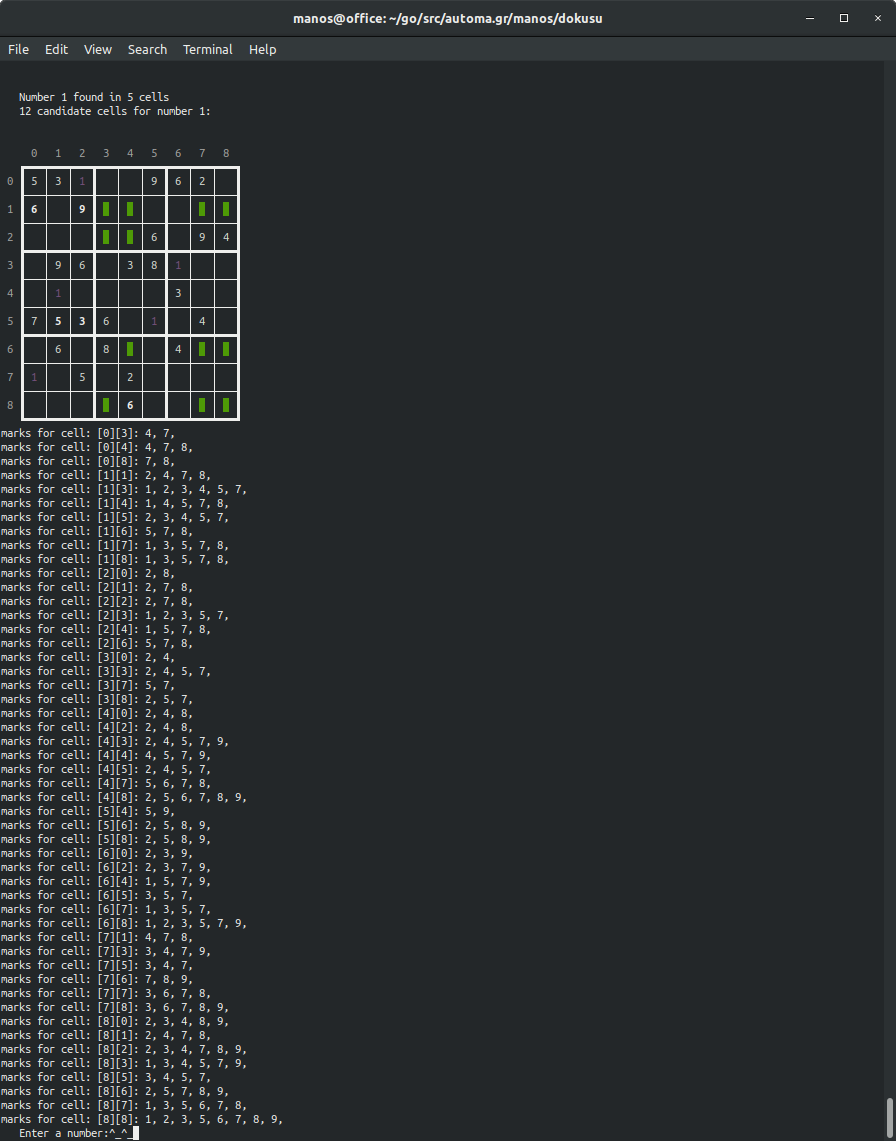 manos@office: ~/go/src/automa.gr/manos/dokusu
File Edit View Search Terminal Help
Number 1 found in 5 cells
12 candidate cells for number 1:
0 1 2 3 4 5 6 7 8
0 5 3 1 9 6 2
1 6 9
2 6 9 4
3 9 6 3 8 1
4 1 3
5 7 5 3 6 1 4
6 6 8 4
7 1 5 2
8 6
marks for cell: [0][3]: 4, 7,
marks for cell: [0][4]: 4, 7, 8,
marks for cell: [0][8]: 7, 8,
marks for cell: [1][1]: 2, 4, 7, 8,
marks for cell: [1][3]: 1, 2, 3, 4, 5, 7,
marks for cell: [1][4]: 1, 4, 5, 7, 8,
marks for cell: [1][5]: 2, 3, 4, 5, 7,
marks for cell: [1][6]: 5, 7, 8,
marks for cell: [1][7]: 1, 3, 5, 7, 8,
marks for cell: [1][8]: 1, 3, 5, 7, 8,
marks for cell: [2][0]: 2, 8,
marks for cell: [2][1]: 2, 7, 8,
marks for cell: [2][2]: 2, 7, 8,
marks for cell: [2][3]: 1, 2, 3, 5, 7,
marks for cell: [2][4]: 1, 5, 7, 8,
marks for cell: [2][6]: 5, 7, 8,
marks for cell: [3][0]: 2, 4,
marks for cell: [3][3]: 2, 4, 5, 7,
marks for cell: [3][7]: 5, 7,
marks for cell: [3][8]: 2, 5, 7,
marks for cell: [4][0]: 2, 4, 8,
marks for cell: [4][2]: 2, 4, 8,
marks for cell: [4][3]: 2, 4, 5, 7, 9,
marks for cell: [4][4]: 4, 5, 7, 9,
marks for cell: [4][5]: 2, 4, 5, 7,
marks for cell: [4][7]: 5, 6, 7, 8,
marks for cell: [4][8]: 2, 5, 6, 7, 8, 9,
marks for cell: [5][4]: 5, 9,
marks for cell: [5][6]: 2, 5, 8, 9,
marks for cell: [5][8]: 2, 5, 8, 9,
marks for cell: [6][0]: 2, 3, 9,
marks for cell: [6][2]: 2, 3, 7, 9,
marks for cell: [6][4]: 1, 5, 7, 9,
marks for cell: [6][5]: 3, 5, 7,
marks for cell: [6][7]: 1, 3, 5, 7,
marks for cell: [6][8]: 1, 2, 3, 5, 7, 9,
marks for cell: [7][1]: 4, 7, 8,
marks for cell: [7][3]: 3, 4, 7, 9,
marks for cell: [7][5]: 3, 4, 7,
marks for cell: [7][6]: 7, 8, 9,
marks for cell: [7][7]: 3, 6, 7, 8,
marks for cell: [7][8]: 3, 6, 7, 8, 9,
marks for cell: [8][0]: 2, 3, 4, 8, 9,
marks for cell: [8][1]: 2, 4, 7, 8,
marks for cell: [8][2]: 2, 3, 4, 7, 8, 9,
marks for cell: [8][3]: 1, 3, 4, 5, 7, 9,
marks for cell: [8][5]: 3, 4, 5, 7,
marks for cell: [8][6]: 2, 5, 7, 8, 9,
marks for cell: [8][7]: 1, 3, 5, 6, 7, 8,
marks for cell: [8][8]: 1, 2, 3, 5, 6, 7, 8, 9,
Enter a number:^_^_